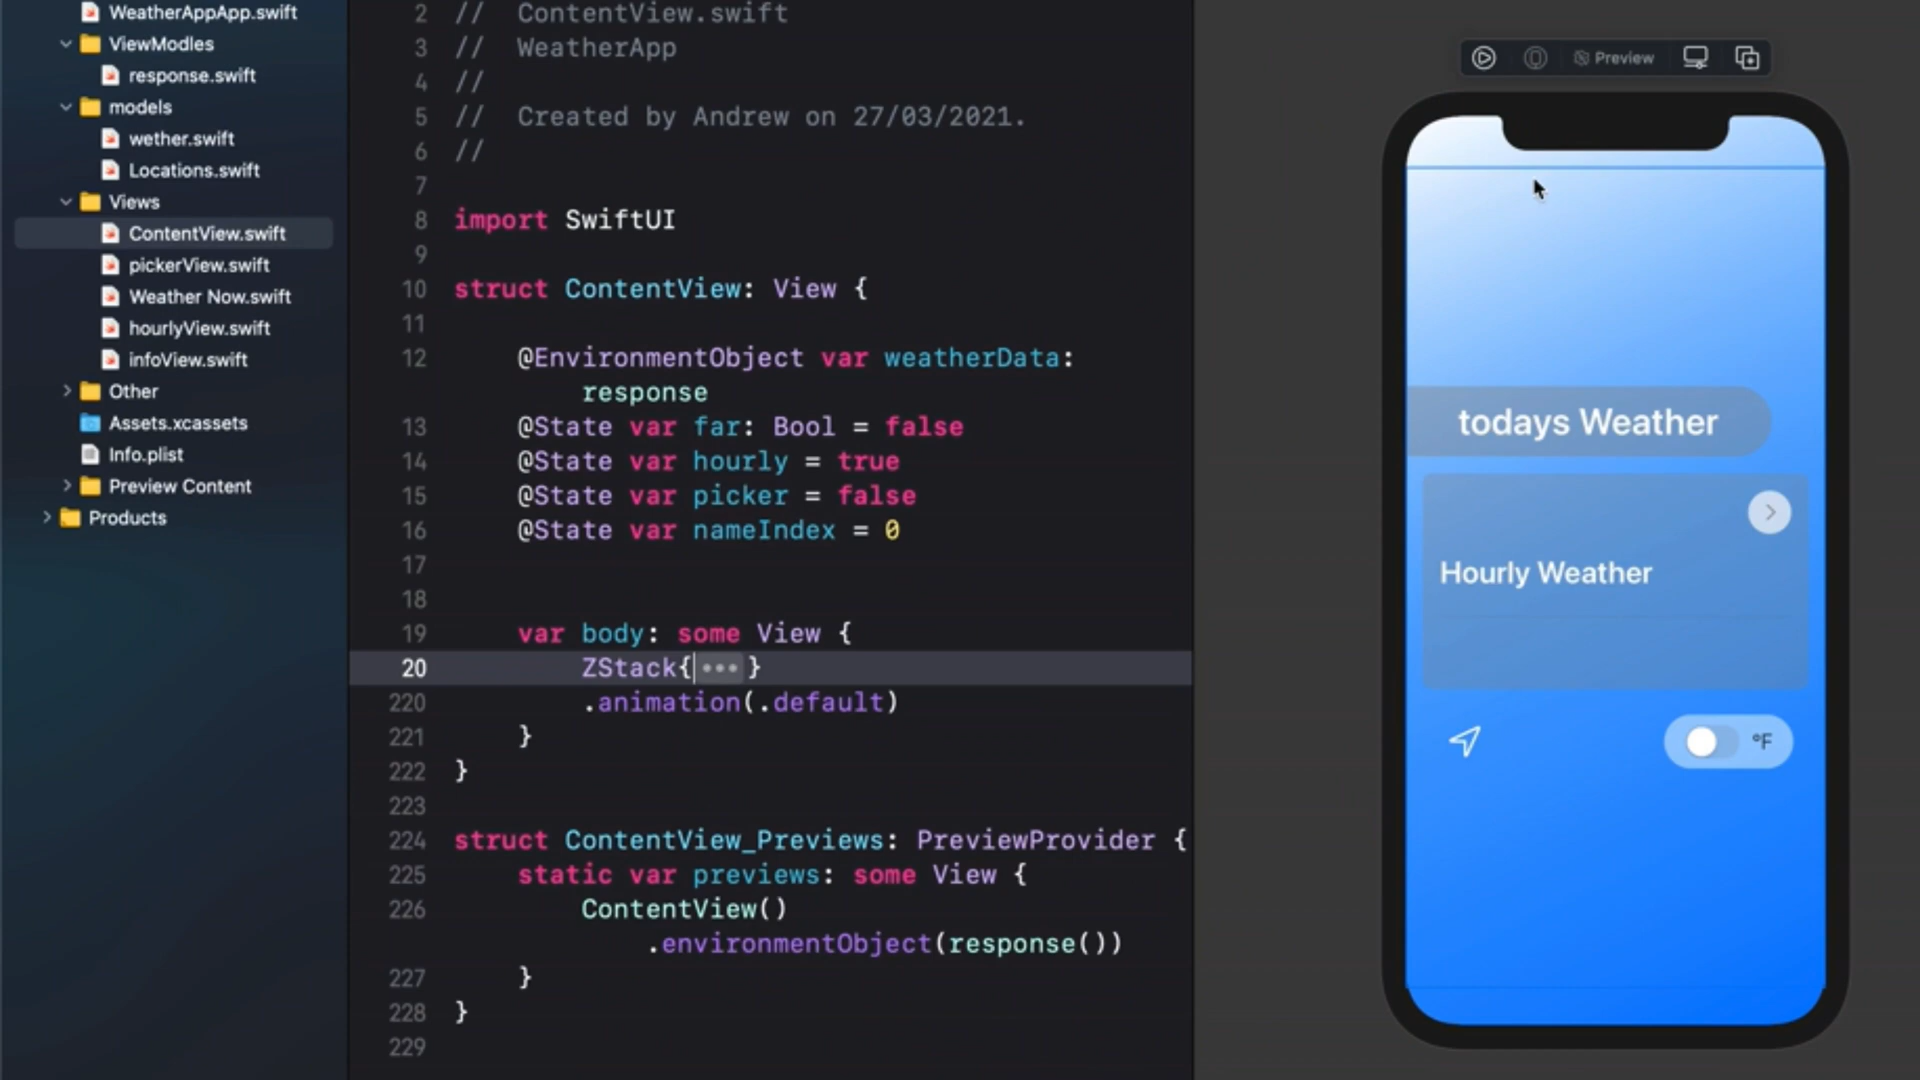 WeatherAppApp.swift
ViewModles
response.swift
models
wether.swift
Locations.swift
Views
ContentView.swift
pickerView.swift
Weather Now.swift
hourlyView.swift
infoView.swift
Other
Assets.xcassets
Info.plist
Preview Content
Products
2 //  ContentView.swift
3 //  WeatherApp
4 //
5 //  Created by Andrew on 27/03/2021.
6 //
7
8 import SwiftUI
9
10 struct ContentView: View {
11
12     @EnvironmentObject var weatherData:
response
13     @State var far: Bool = false
14     @State var hourly = true
15     @State var picker = false
16     @State var nameIndex = 0
17
18
19     var body: some View {
20         ZStack{•••}
220         .animation(.default)
221     }
222 }
223
224 struct ContentView_Previews: PreviewProvider {
225     static var previews: some View {
226         ContentView()
.environmentObject(response())
227     }
228 }
229
Preview
todays Weather
Hourly Weather
°F